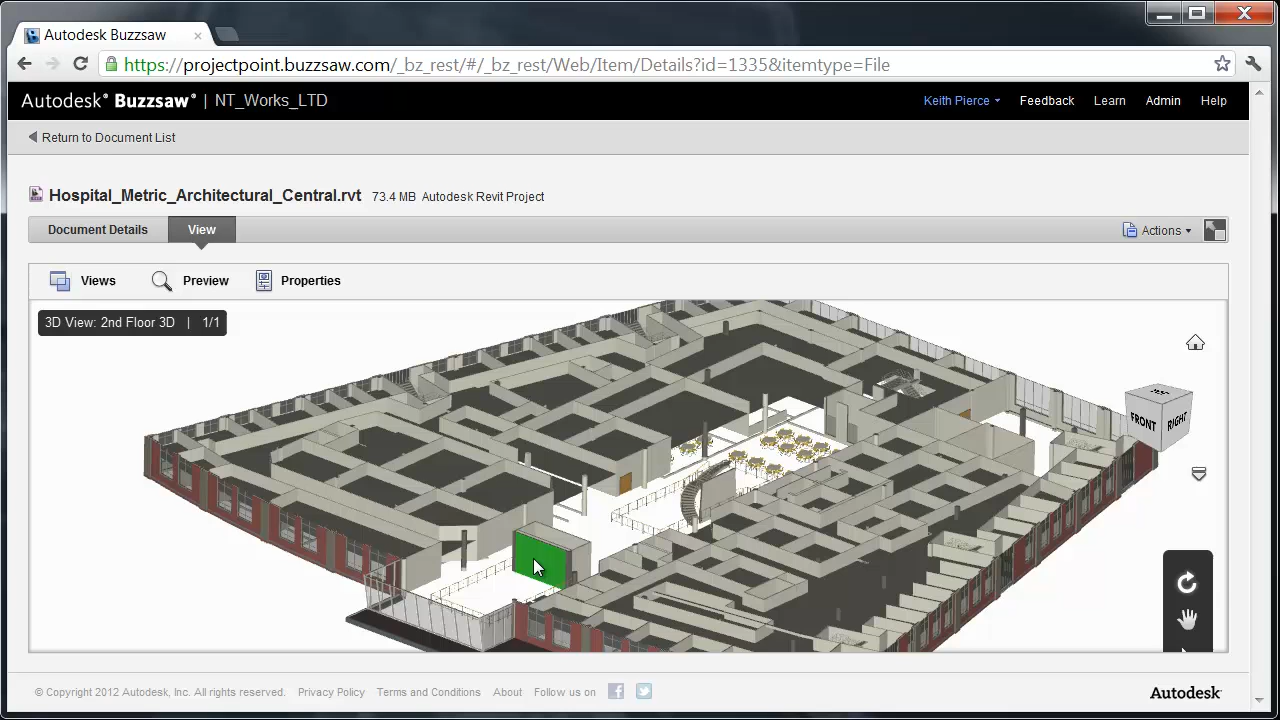 Autodesk Buzzsaw
https://projectpoint.buzzsaw.com/_bz_rest/#/_bz_rest/Web/Item/Details?id=1335&itemtype=File
Autodesk® Buzzsaw® | NT_Works_LTD
Keith Pierce Feedback Learn Admin Help
Return to Document List
Hospital_Metric_Architectural_Central.rvt 73.4 MB Autodesk Revit Project
Document Details View Actions
Views Preview Properties
3D View: 2nd Floor 3D | 1/1
FRONT RIGHT
© Copyright 2012 Autodesk, Inc. All rights reserved. Privacy Policy Terms and Conditions About Follow us on
Autodesk